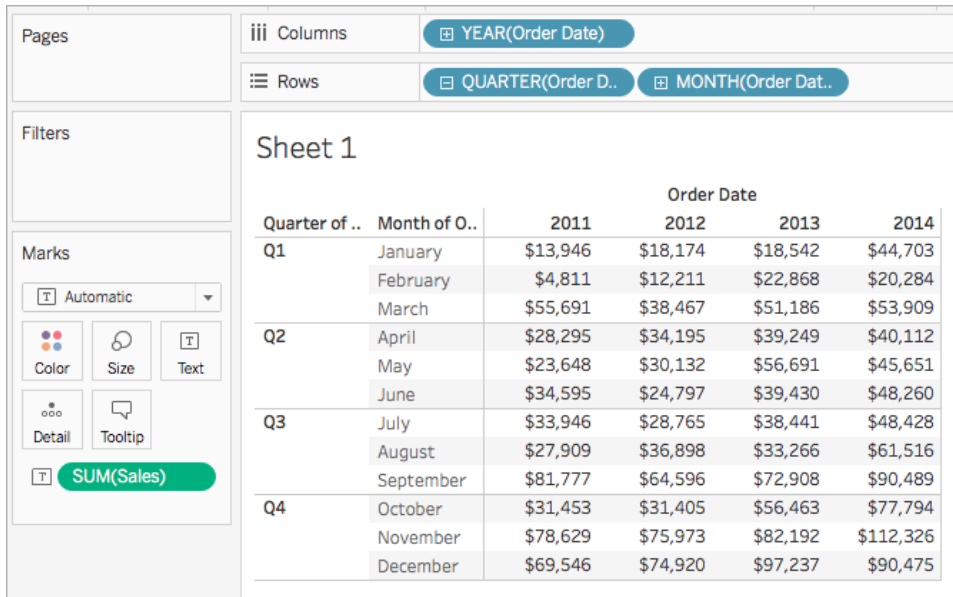 Pages
Columns
YEAR(Order Date)
Rows
QUARTER(Order D..
MONTH(Order Dat..
Filters
Marks
T Automatic
Color
Size
T
Text
Detail
Tooltip
T SUM(Sales)
Sheet 1
Order Date
Quarter of .. Month of O.. 2011 2012 2013 2014
Q1 January $13,946 $18,174 $18,542 $44,703
February $4,811 $12,211 $22,868 $20,284
March $55,691 $38,467 $51,186 $53,909
Q2 April $28,295 $34,195 $39,249 $40,112
May $23,648 $30,132 $56,691 $45,651
June $34,595 $24,797 $39,430 $48,260
Q3 July $33,946 $28,765 $38,441 $48,428
August $27,909 $36,898 $33,266 $61,516
September $81,777 $64,596 $72,908 $90,489
Q4 October $31,453 $31,405 $56,463 $77,794
November $78,629 $75,973 $82,192 $112,326
December $69,546 $74,920 $97,237 $90,475